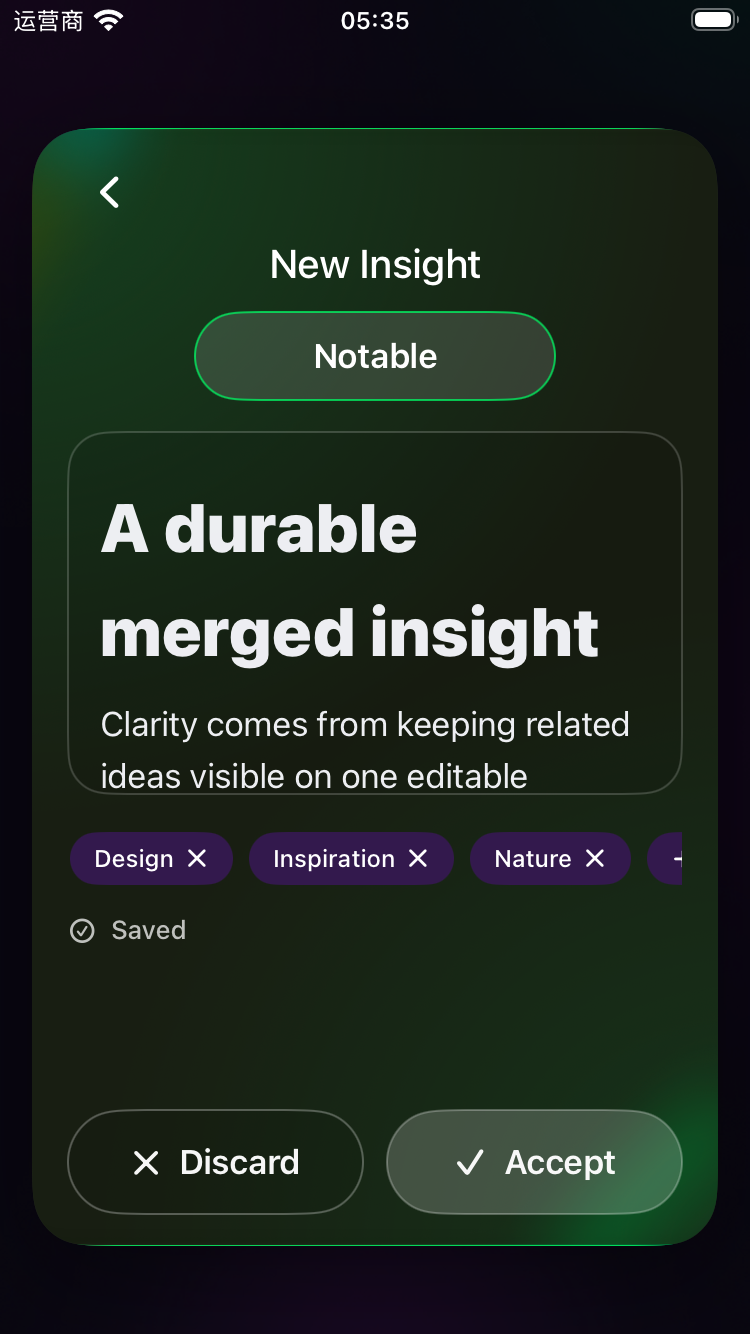 运营商
05:35
New Insight
Notable
A durable
merged insight
Clarity comes from keeping related
ideas visible on one editable
Design
Inspiration
Nature
Saved
Discard
Accept